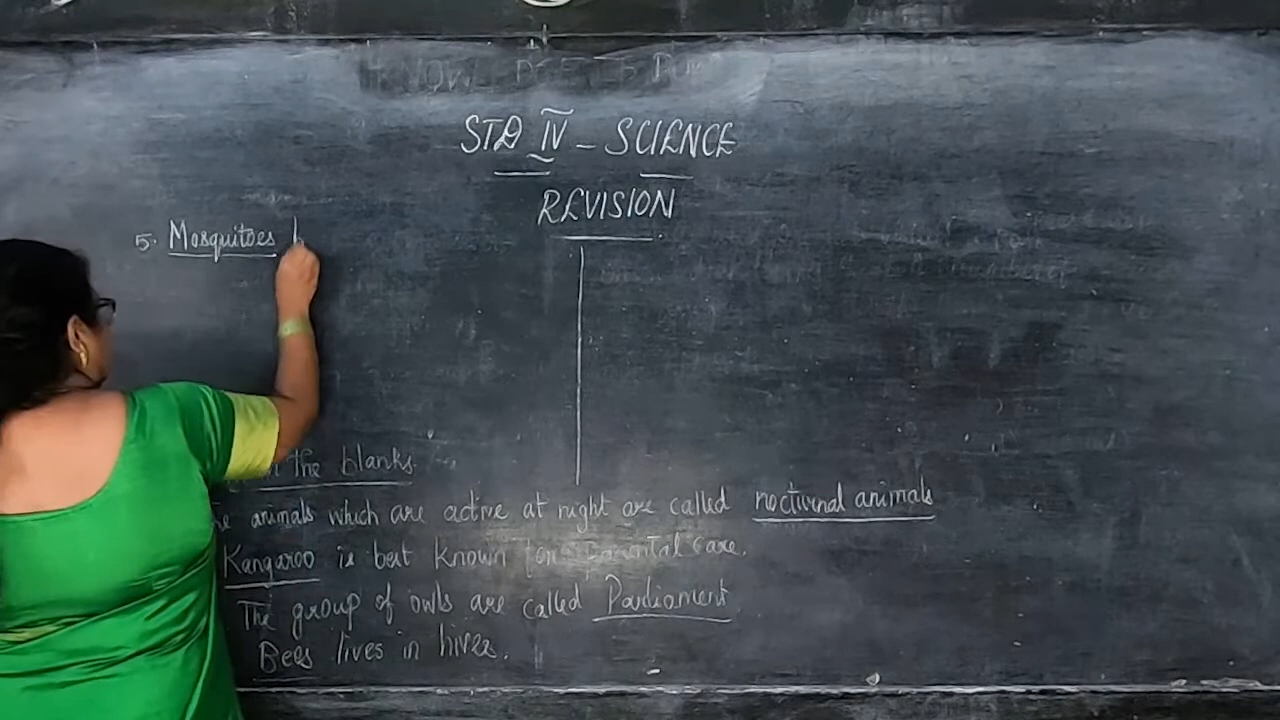 STD IV - SCIENCE
REVISION
5. Mosquitoes
the blanks.
animals which are active at night are called nocturnal animals
Kangaroo is best known for parental care.
The group of owls are called Parliament
Bees lives in hives.